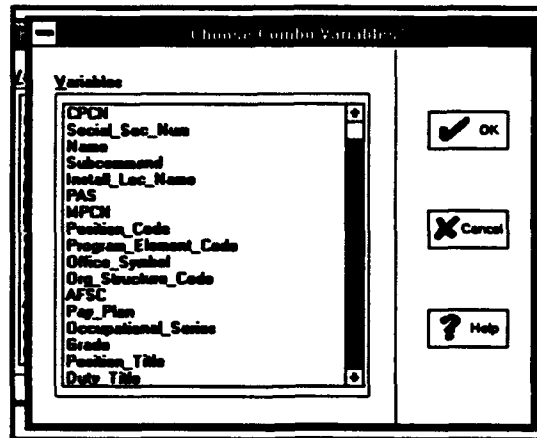 Choose Combo Variables
Variables
CPCN
Social_Sec_Num
Name
Subcommand
Install_Loc_Name
PAS
MPCN
Position_Code
Program_Element_Code
Office_Symbol
Org_Structure_Code
AFSC
Pay_Plan
Occupational_Series
Grade
Position_Title
Duty_Title
OK
Cancel
Help